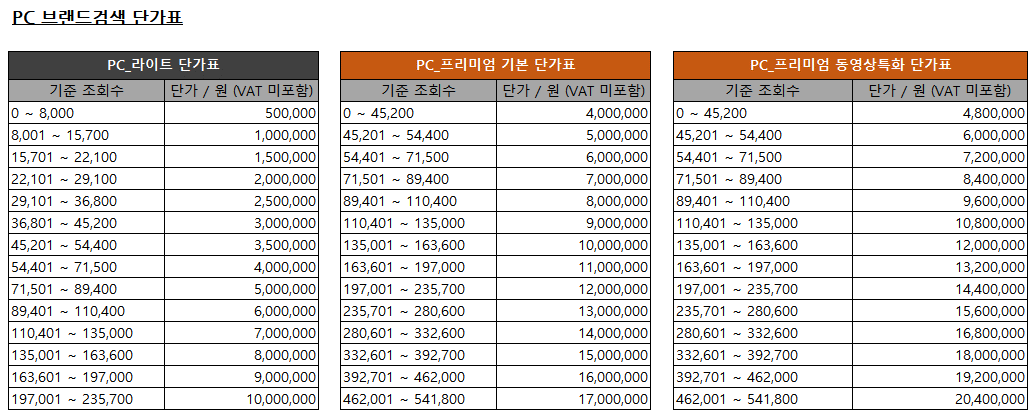 PC 브랜드검색 단가표
PC_라이트 단가표
기준 조회수 단가 / 원 (VAT 미포함)
0 ~ 8,000 500,000
8,001 ~ 15,700 1,000,000
15,701 ~ 22,100 1,500,000
22,101 ~ 29,100 2,000,000
29,101 ~ 36,800 2,500,000
36,801 ~ 45,200 3,000,000
45,201 ~ 54,400 3,500,000
54,401 ~ 71,500 4,000,000
71,501 ~ 89,400 5,000,000
89,401 ~ 110,400 6,000,000
110,401 ~ 135,000 7,000,000
135,001 ~ 163,600 8,000,000
163,601 ~ 197,000 9,000,000
197,001 ~ 235,700 10,000,000
PC_프리미엄 기본 단가표
기준 조회수 단가 / 원 (VAT 미포함)
0 ~ 45,200 4,000,000
45,201 ~ 54,400 5,000,000
54,401 ~ 71,500 6,000,000
71,501 ~ 89,400 7,000,000
89,401 ~ 110,400 8,000,000
110,401 ~ 135,000 9,000,000
135,001 ~ 163,600 10,000,000
163,601 ~ 197,000 11,000,000
197,001 ~ 235,700 12,000,000
235,701 ~ 280,600 13,000,000
280,601 ~ 332,600 14,000,000
332,601 ~ 392,700 15,000,000
392,701 ~ 462,000 16,000,000
462,001 ~ 541,800 17,000,000
PC_프리미엄 동영상특화 단가표
기준 조회수 단가 / 원 (VAT 미포함)
0 ~ 45,200 4,800,000
45,201 ~ 54,400 6,000,000
54,401 ~ 71,500 7,200,000
71,501 ~ 89,400 8,400,000
89,401 ~ 110,400 9,600,000
110,401 ~ 135,000 10,800,000
135,001 ~ 163,600 12,000,000
163,601 ~ 197,000 13,200,000
197,001 ~ 235,700 14,400,000
235,701 ~ 280,600 15,600,000
280,601 ~ 332,600 16,800,000
332,601 ~ 392,700 18,000,000
392,701 ~ 462,000 19,200,000
462,001 ~ 541,800 20,400,000